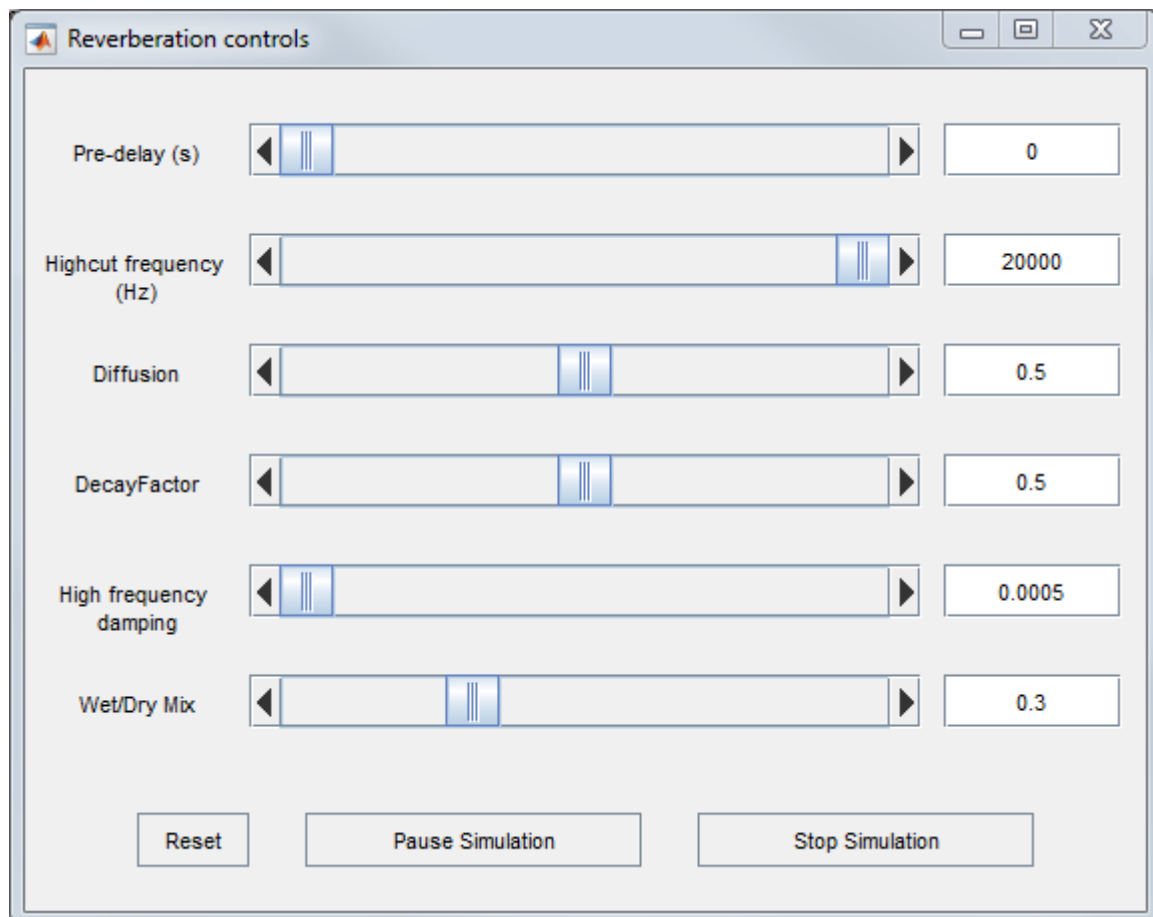 Reverberation controls
Pre-delay (s)
0
Highcut frequency
(Hz)
20000
Diffusion
0.5
DecayFactor
0.5
High frequency
damping
0.0005
Wet/Dry Mix
0.3
Reset
Pause Simulation
Stop Simulation